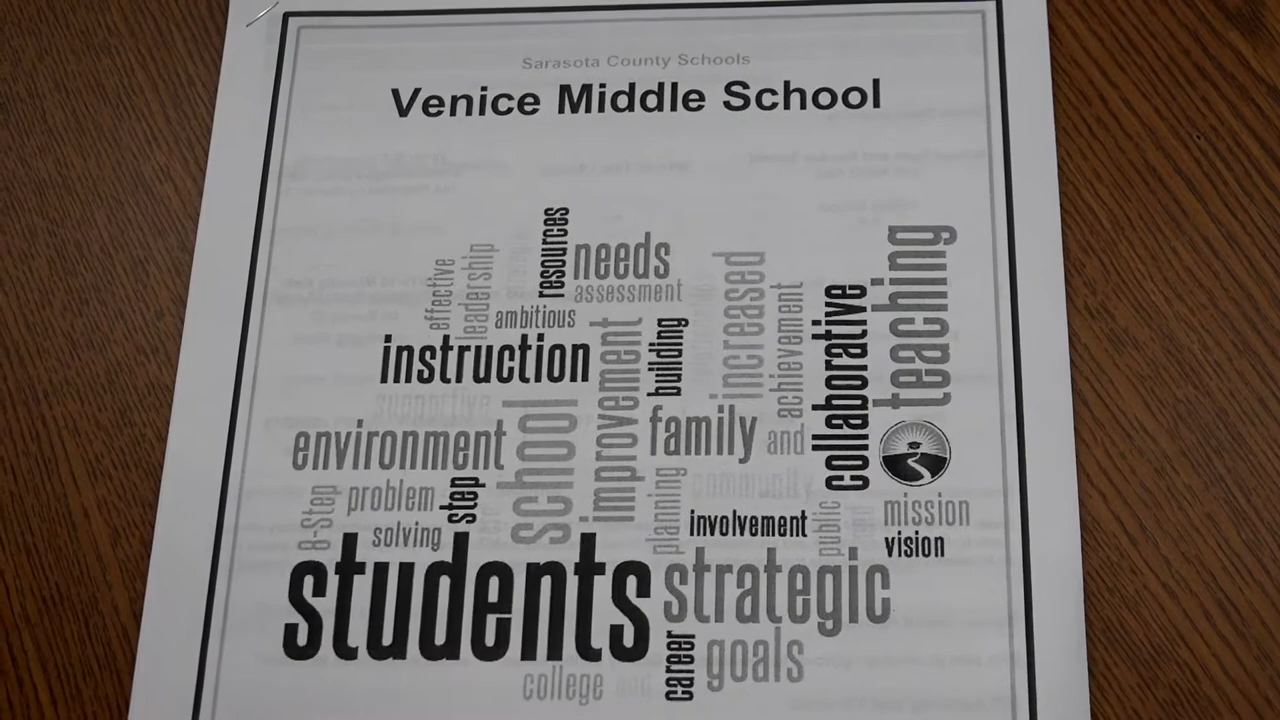 Sarasota County Schools
Venice Middle School
resources
needs
effective
leadership
assessment
ambitious
increased
achievement
teaching
collaborative
building
instruction
improvement
supportive
school
family
and
environment
community
8-Step
problem
step
solving
planning
involvement
public
mission
vision
students
strategic
career
goals
college and